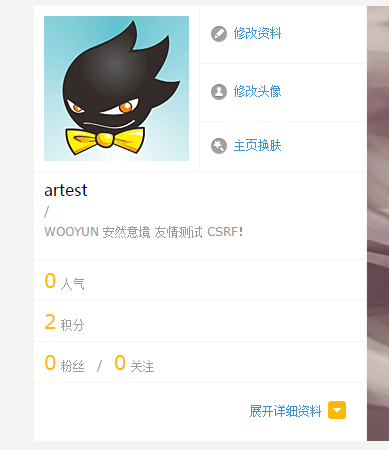 修改资料
修改头像
主页换肤
artest
/
WOOYUN 安然意境 友情测试 CSRF!
0 人气
2 积分
0 粉丝 / 0 关注
展开详细资料